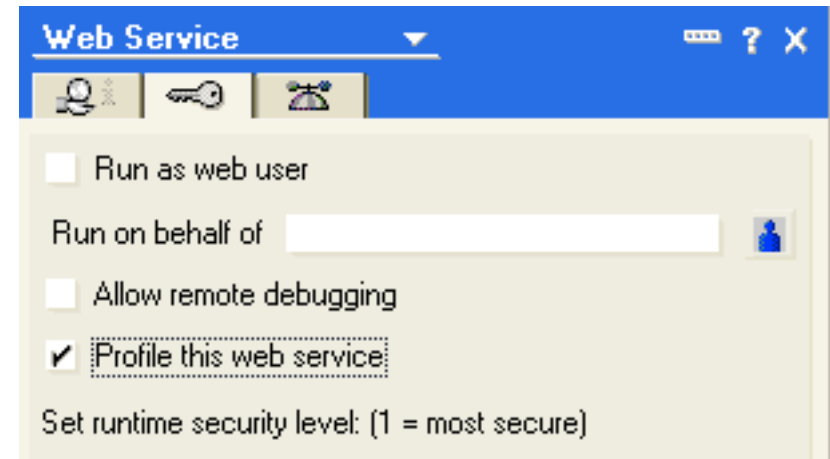 Web Service
? X
Run as web user
Run on behalf of
Allow remote debugging
Profile this web service
Set runtime security level: (1 = most secure)